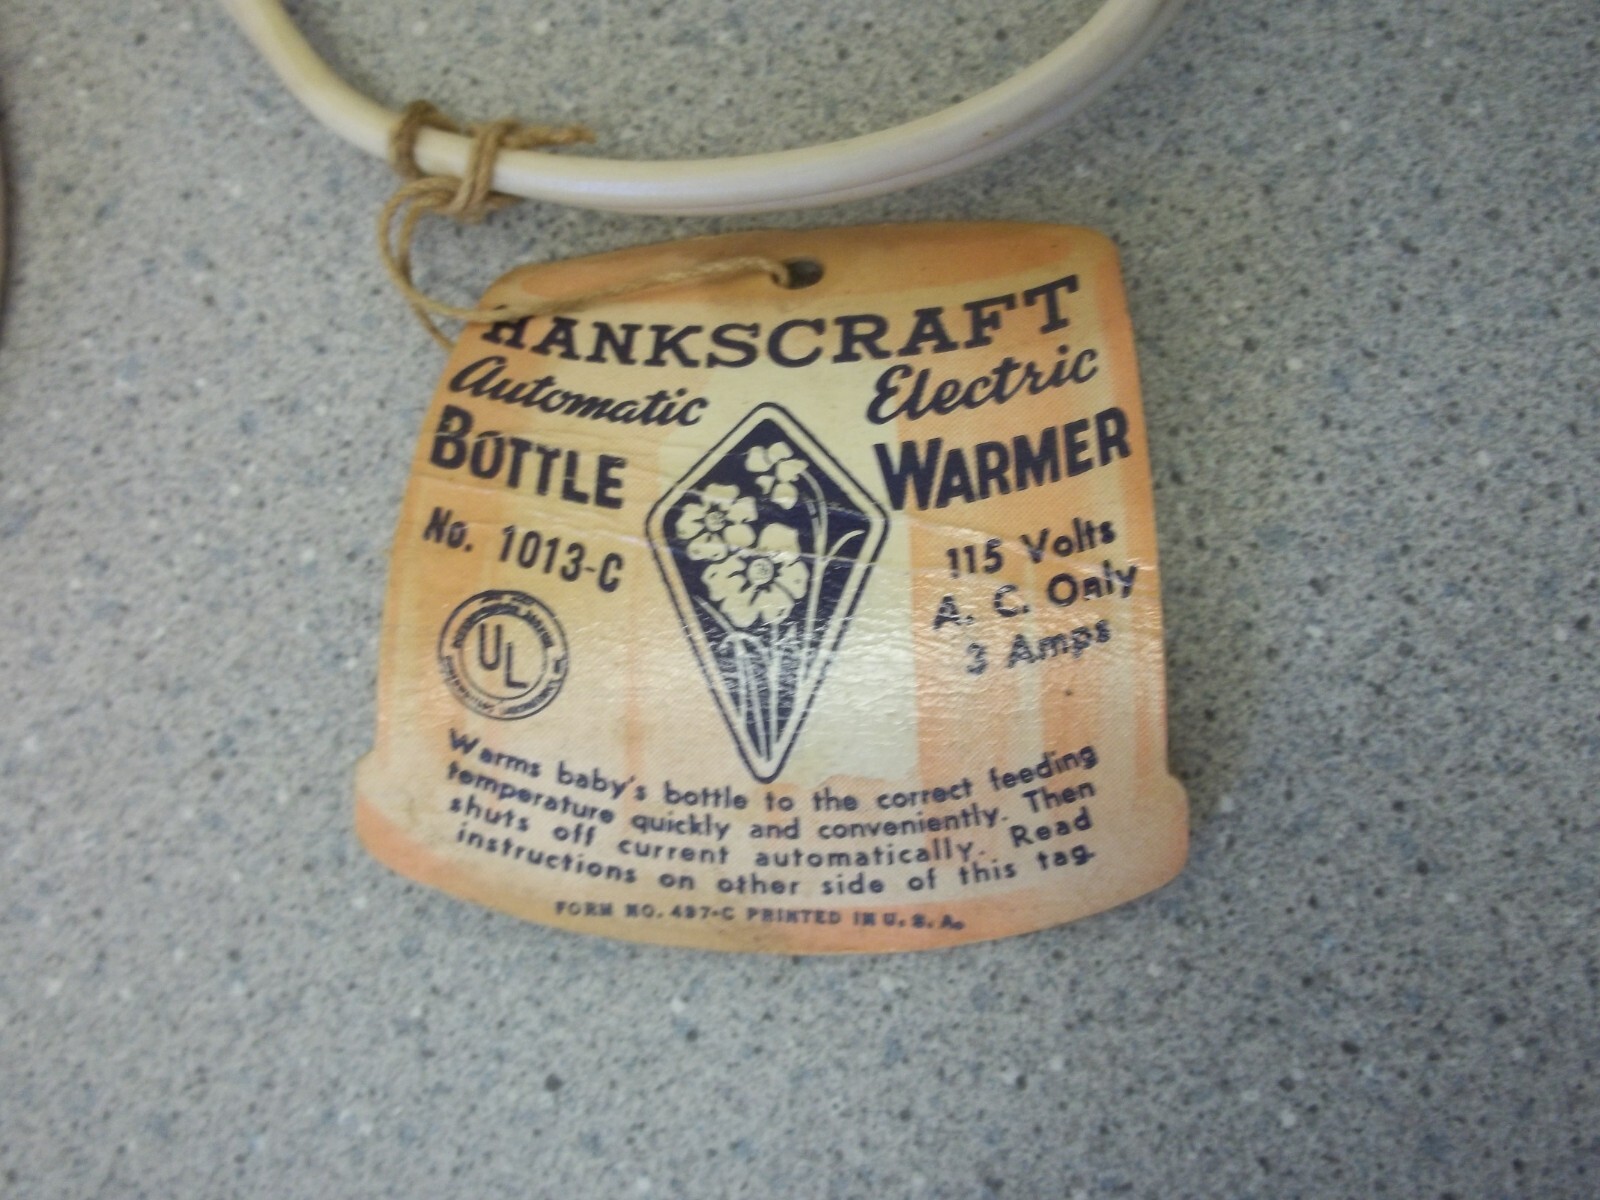 HANKSCRAFT
Automatic Electric
BOTTLE WARMER
No. 1013-C
115 Volts
A. C. Only
3 Amps
UL
Warms baby's bottle to the correct feeding
temperature quickly and conveniently. Then
shuts off current automatically. Read
instructions on other side of this tag.
FORM NO. 497-C PRINTED IN U. S. A.